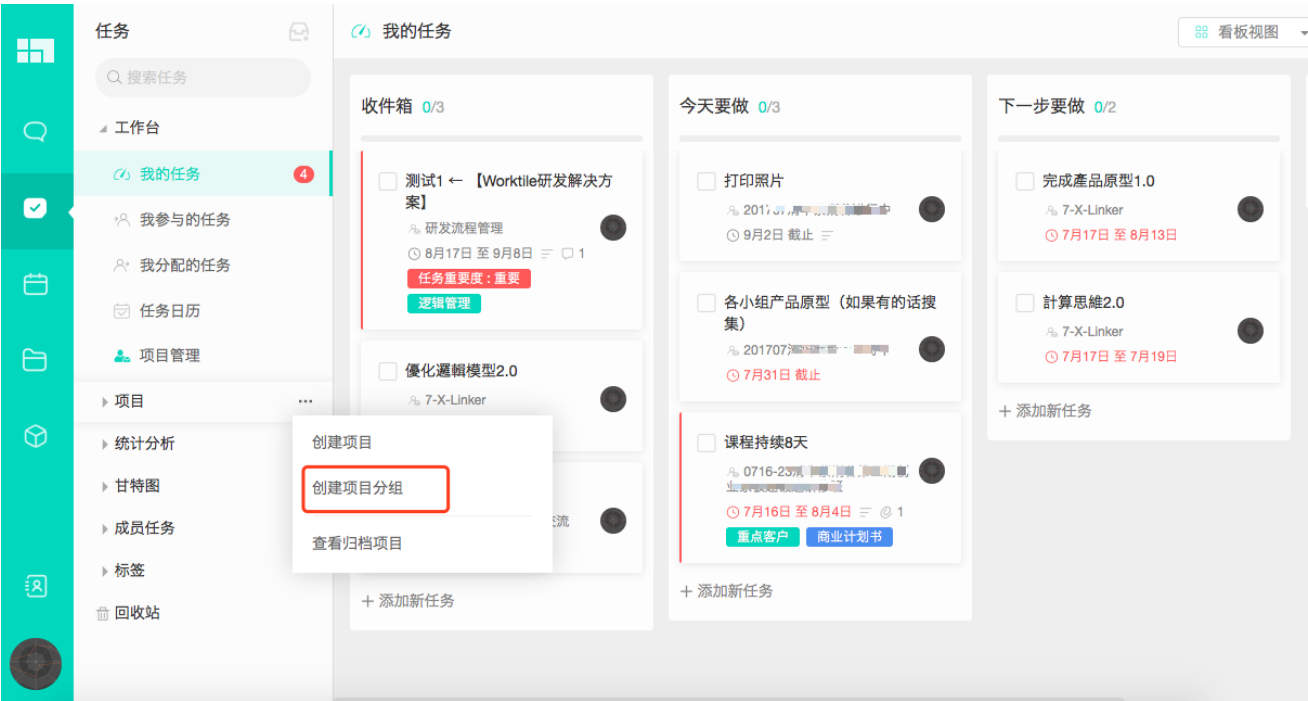 任务
搜索任务
工作台
我的任务 4
我参与的任务
我分配的任务
任务日历
项目管理
项目 ...
统计分析
甘特图
成员任务
标签
回收站
创建项目
创建项目分组
查看归档项目
我的任务
看板视图
收件箱 0/3
测试1 ← 【Worktile研发解决方
案】
研发流程管理
8月17日 至 9月8日 1
任务重要度 : 重要
逻辑管理
優化邏輯模型2.0
7-X-Linker
交流
+ 添加新任务
今天要做 0/3
打印照片
9月2日 截止
各小组产品原型（如果有的话搜
集）
201707
7月31日 截止
课程持续8天
0716-23
7月16日 至 8月4日 1
重点客户 商业计划书
+ 添加新任务
下一步要做 0/2
完成產品原型1.0
7-X-Linker
7月17日 至 8月13日
計算思維2.0
7-X-Linker
7月17日 至 7月19日
+ 添加新任务